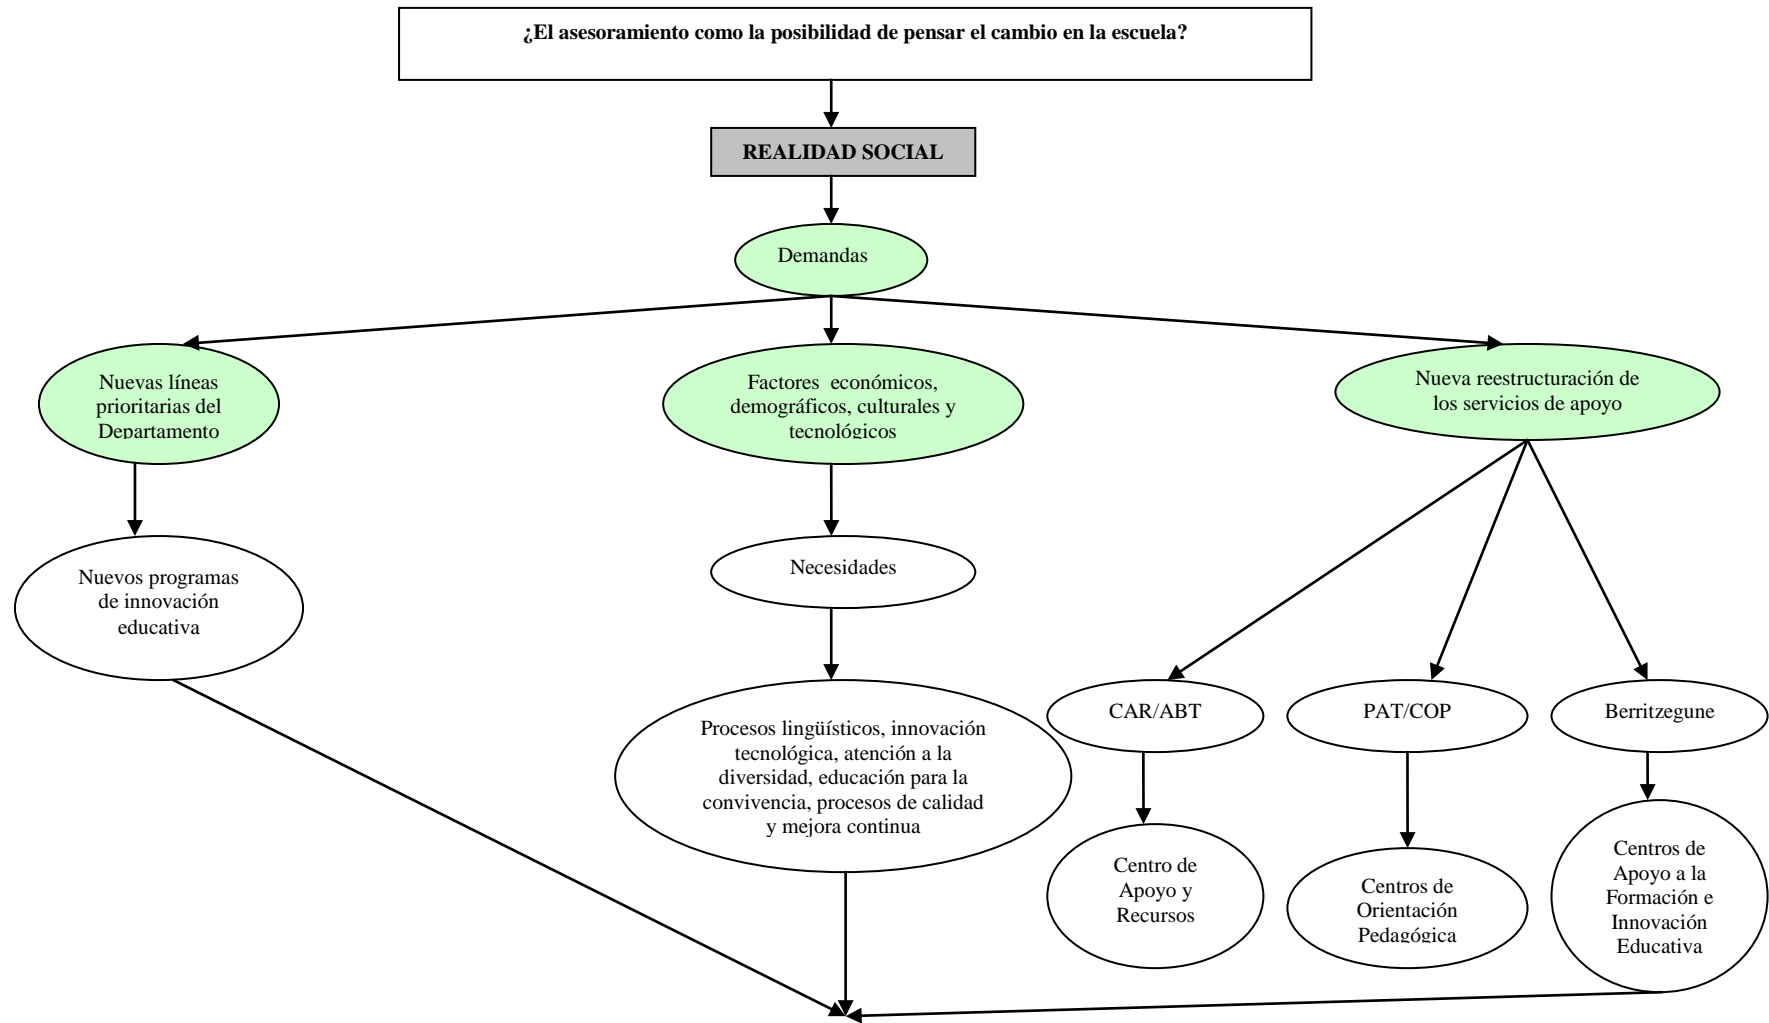 ¿El asesoramiento como la posibilidad de pensar el cambio en la escuela?
REALIDAD SOCIAL
Demandas
Nuevas líneas
prioritarias del
Departamento
Factores económicos,
demográficos, culturales y
tecnológicos
Nueva reestructuración de
los servicios de apoyo
Nuevos programas
de innovación
educativa
Necesidades
Procesos lingüísticos, innovación
tecnológica, atención a la
diversidad, educación para la
convivencia, procesos de calidad
y mejora continua
CAR/ABT
PAT/COP
Berritzegune
Centro de
Apoyo y
Recursos
Centros de
Orientación
Pedagógica
Centros de
Apoyo a la
Formación e
Innovación
Educativa